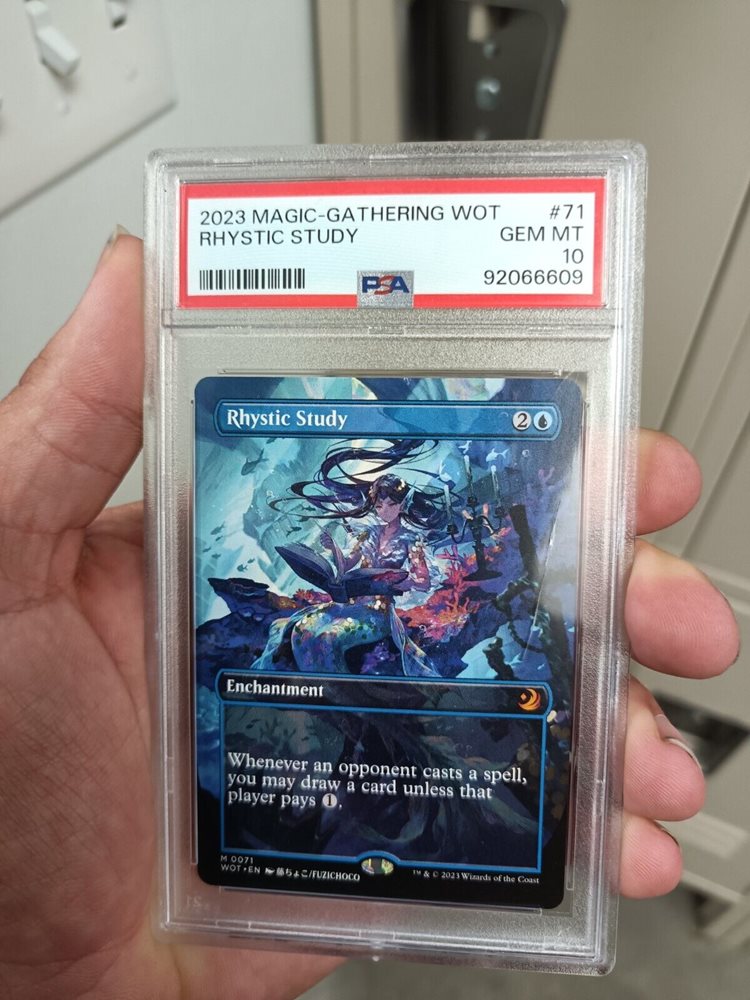 2023 MAGIC-GATHERING WOT #71
RHYSTIC STUDY GEM MT
10
PSA 92066609
Rhystic Study 2
Enchantment
Whenever an opponent casts a spell,
you may draw a card unless that
player pays 1.
M 0071
WOT • EN 藤ちょこ/FUZICHOCO ™ & © 2023 Wizards of the Coast